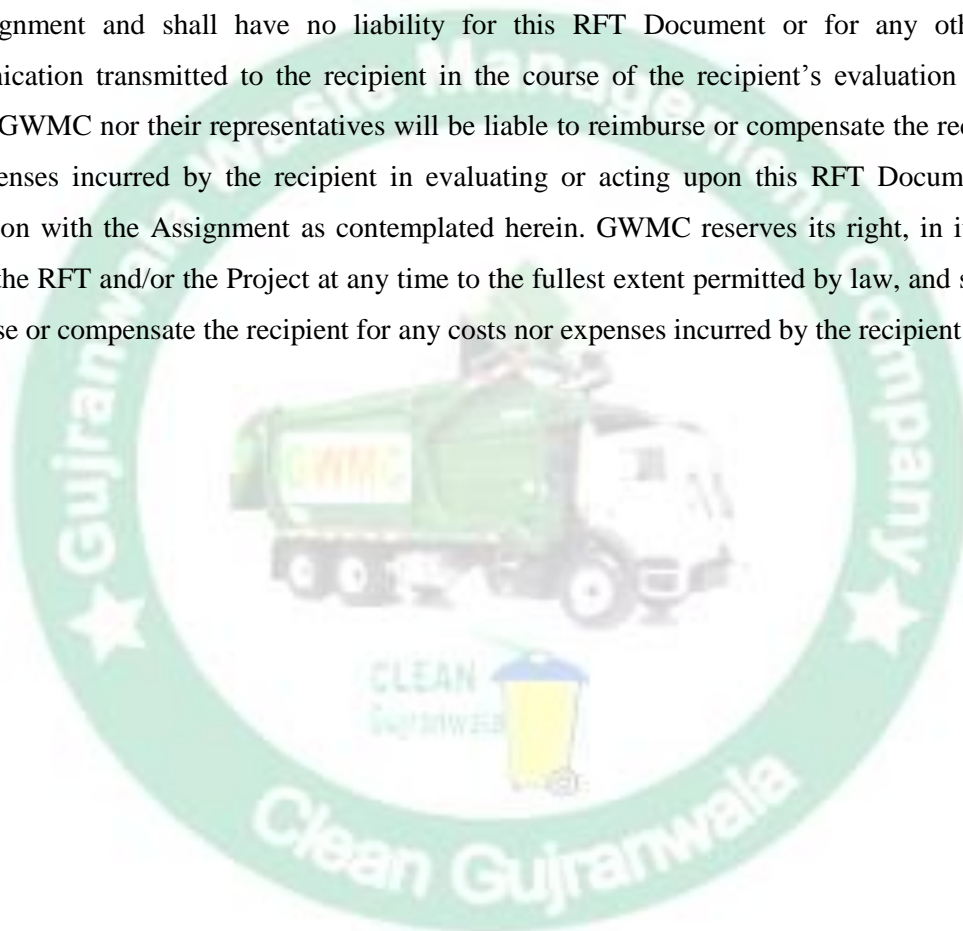 gnment and shall have no liability for this RFT Document or for any oth
nication transmitted to the recipient in the course of the recipient's evaluation
GWMC nor their representatives will be liable to reimburse or compensate the rec
enses incurred by the recipient in evaluating or acting upon this RFT Docum
on with the Assignment as contemplated herein. GWMC reserves its right, in i
the RFT and/or the Project at any time to the fullest extent permitted by law, and s
se or compensate the recipient for any costs nor expenses incurred by the recipient
Gujranwala Waste Management Company
GWMC
CLEAN
Gujranwala
Clean Gujranwala